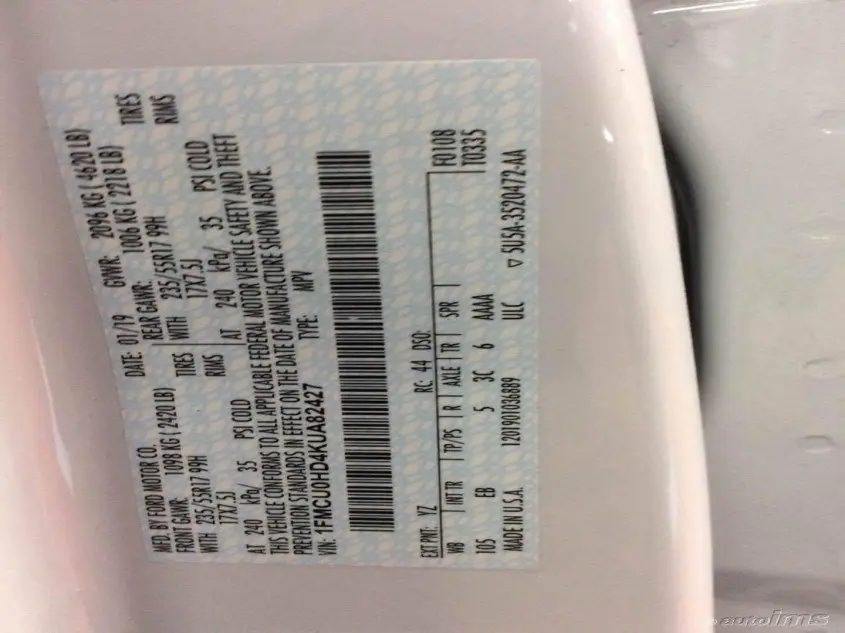 MFD. BY FORD MOTOR CO.
DATE: 01/19 GVWR: 2096 KG ( 4620 LB)
FRONT GAWR: 1098 KG ( 2420 LB) REAR GAWR: 1006 KG ( 2218 LB)
WITH 235/55R17 99H TIRES WITH 235/55R17 99H TIRES
17X7.5J RIMS 17X7.5J RIMS
AT 240 kPa/ 35 PSI COLD AT 240 kPa/ 35 PSI COLD
THIS VEHICLE CONFORMS TO ALL APPLICABLE FEDERAL MOTOR VEHICLE SAFETY AND THEFT
PREVENTION STANDARDS IN EFFECT ON THE DATE OF MANUFACTURE SHOWN ABOVE.
VIN: 1FMCU0HD4KUA82427 TYPE: MPV
EXT PNT: YZ RC: 44 DSO: F0108
WB INT TR TP/PS R AXLE TR SPR T0335
105 EB 5 3C 6 AAAA
MADE IN U.S.A. 1201901036889 ULC ▽ 5U5A-3520472-AA
autoims